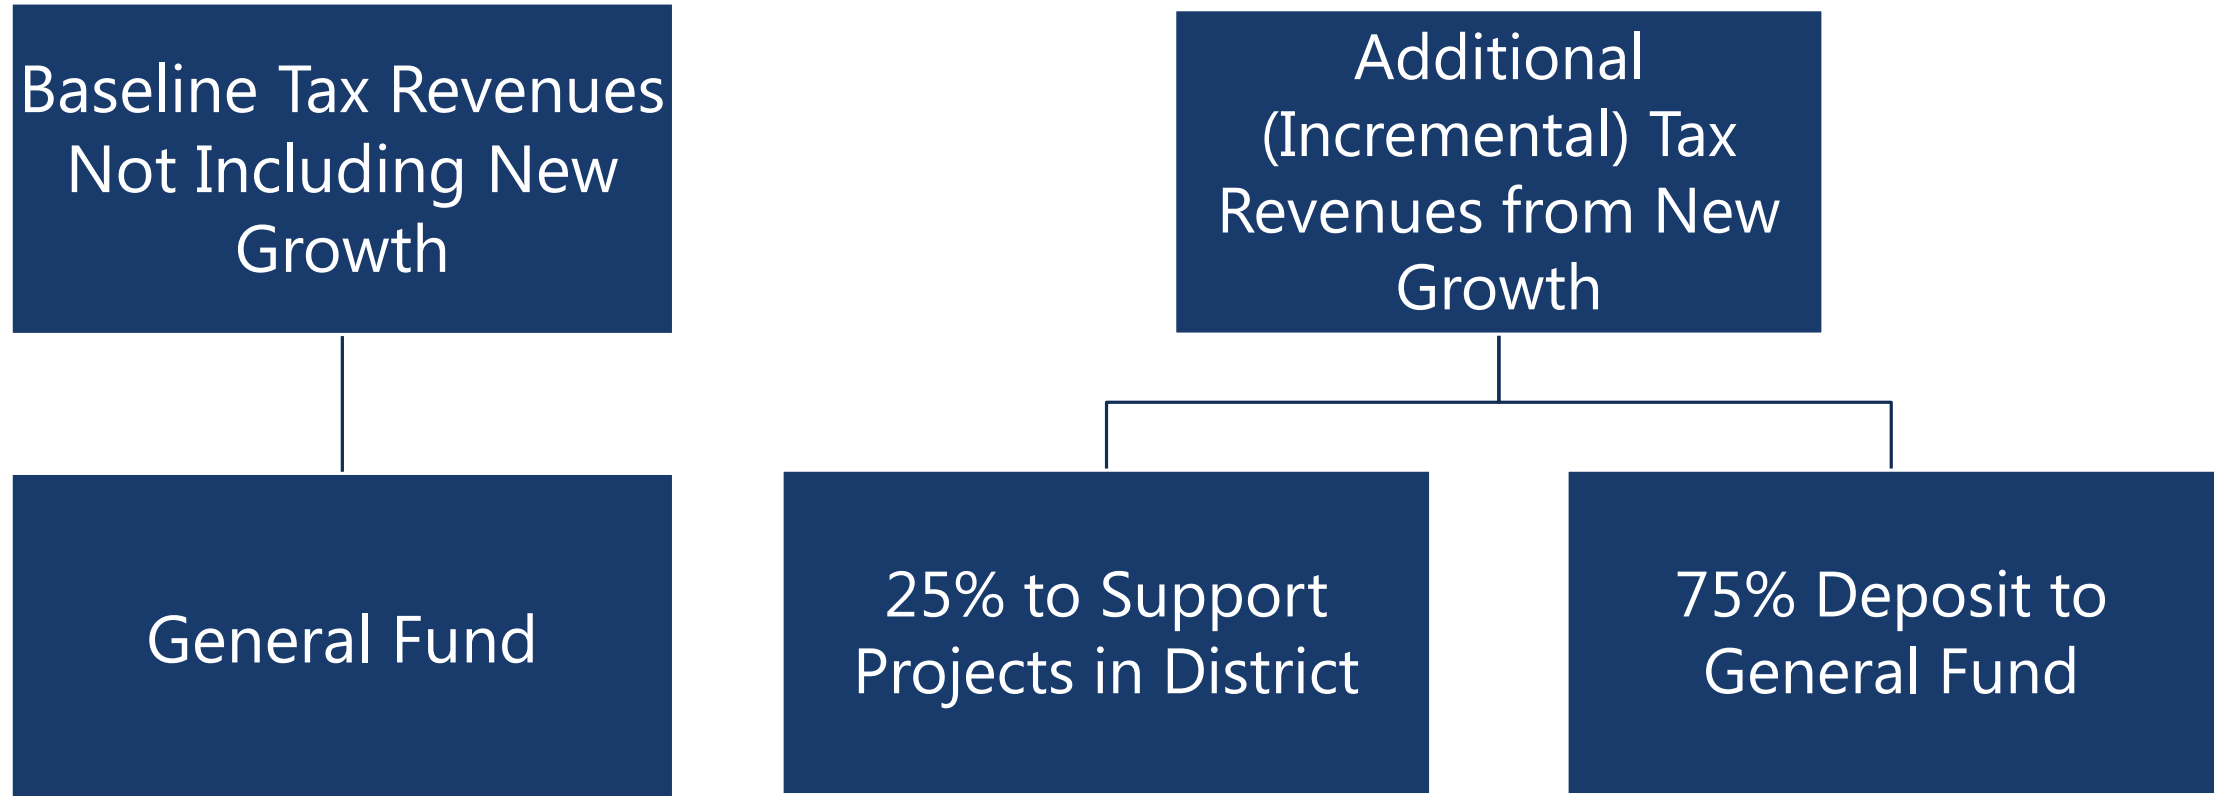 Baseline Tax Revenues
Not Including New
Growth
Additional
(Incremental) Tax
Revenues from New
Growth
General Fund
25% to Support
Projects in District
75% Deposit to
General Fund